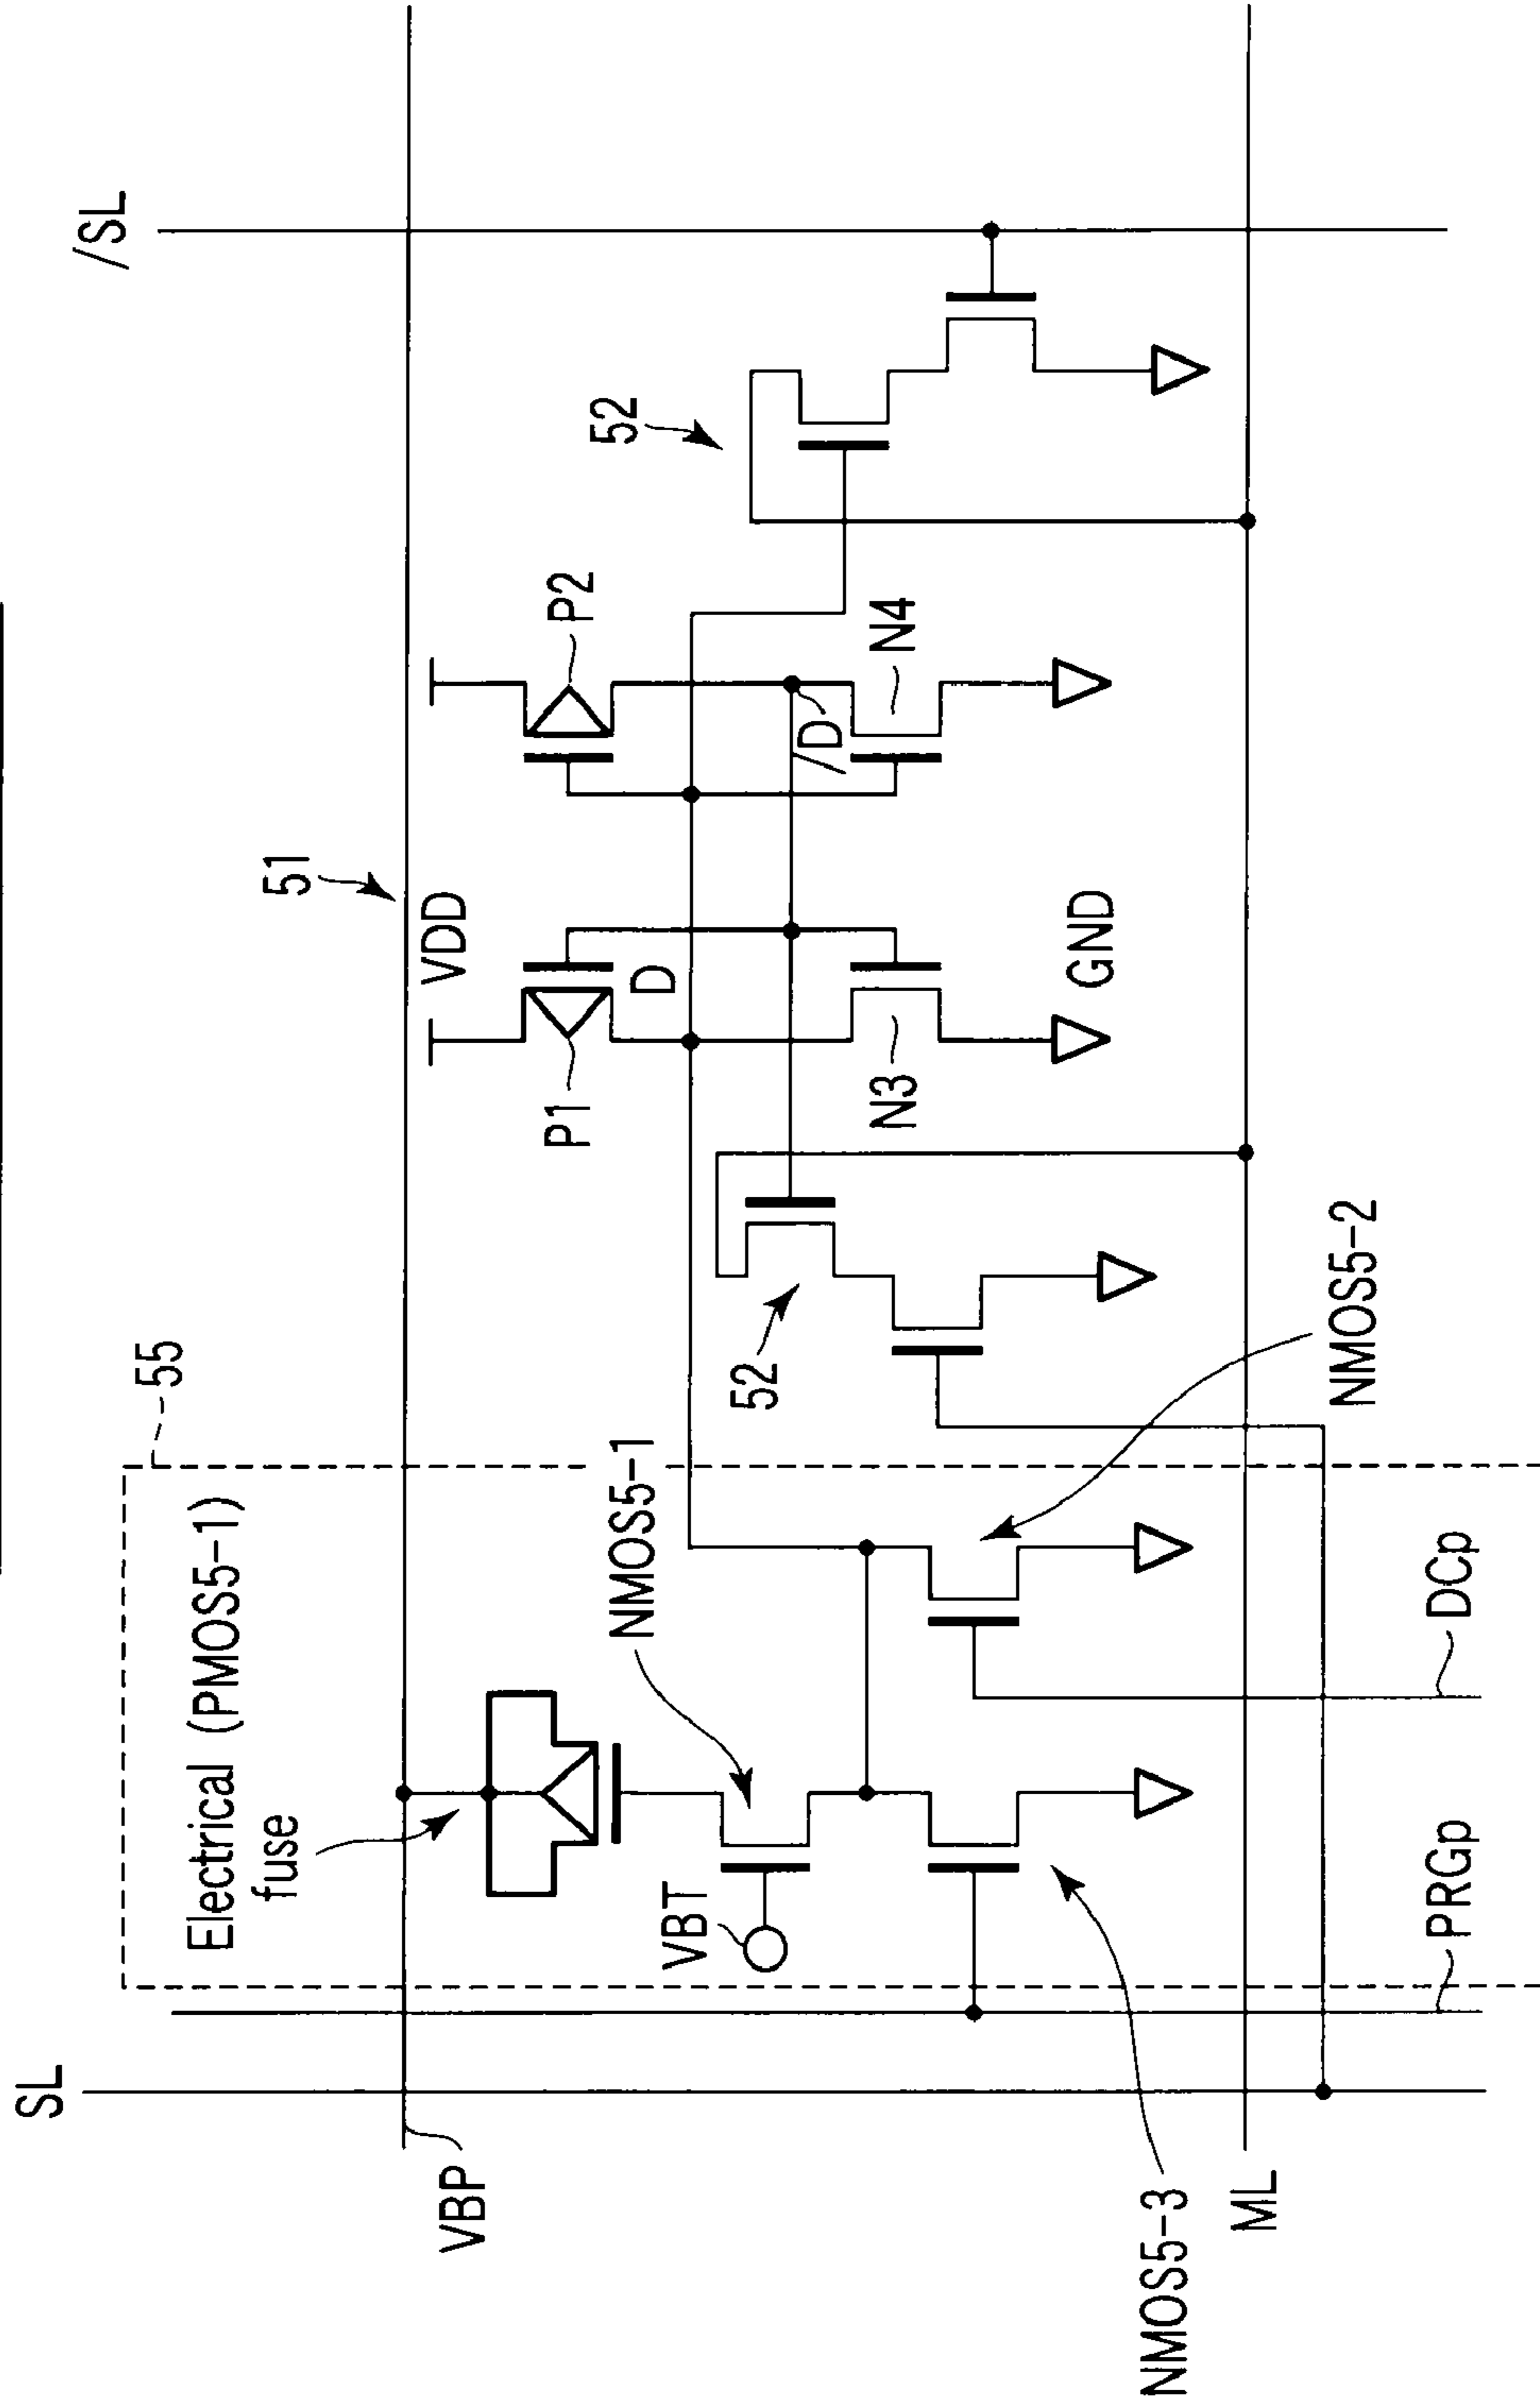 SL
/SL
55
Electrical (PMOS5-1)
fuse
51
VBP
VDD
P1
D
P2
NMOS5-1
VBT
52
52
/D
N3
N4
GND
NMOS5-2
NMOS5-3
ML
PRGp
DCp